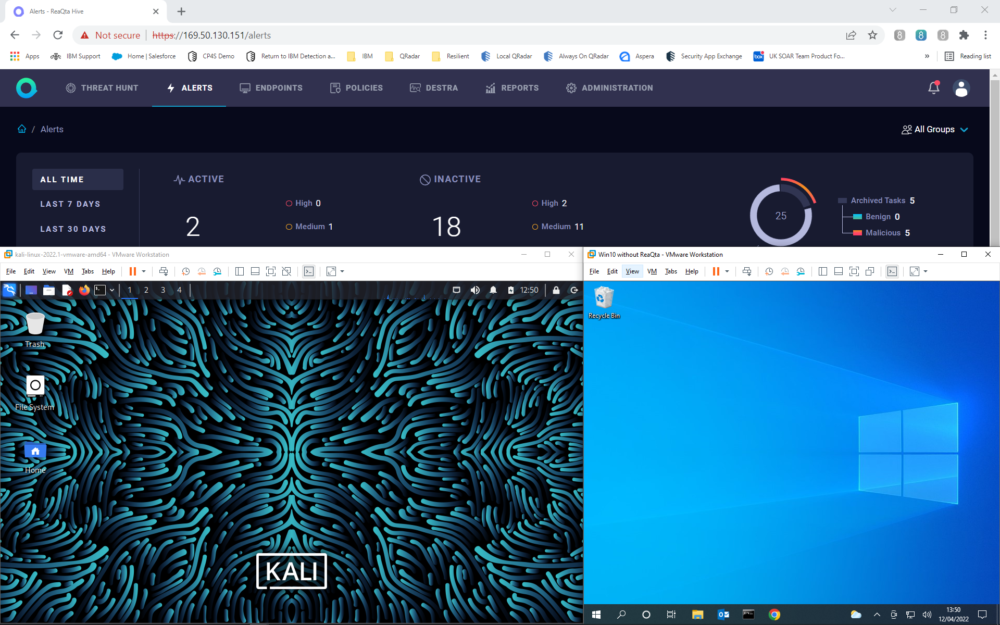 Alerts - ReaQta Hive
Not secure https://169.50.130.151/alerts
Apps IBM Support Home | Salesforce CP4S Demo Return to IBM Detection a... IBM QRadar Resilient Local QRadar Always On QRadar Aspera Security App Exchange UK SOAR Team Product Fo... » Reading list
THREAT HUNT ALERTS ENDPOINTS POLICIES DESTRA REPORTS ADMINISTRATION
/ Alerts All Groups
ALL TIME
LAST 7 DAYS
LAST 30 DAYS
ACTIVE
2
High 0
Medium 1
INACTIVE
18
High 2
Medium 11
25
Archived Tasks 5
Benign 0
Malicious 5
kali-linux-2022.1-vmware-amd64 - VMware Workstation
File Edit View VM Tabs Help
1 2 3 4 12:50
Trash
File System
Home
KALI
Win10 without ReaQta - VMware Workstation
File Edit View VM Tabs Help
Recycle Bin
13:50
12/04/2022